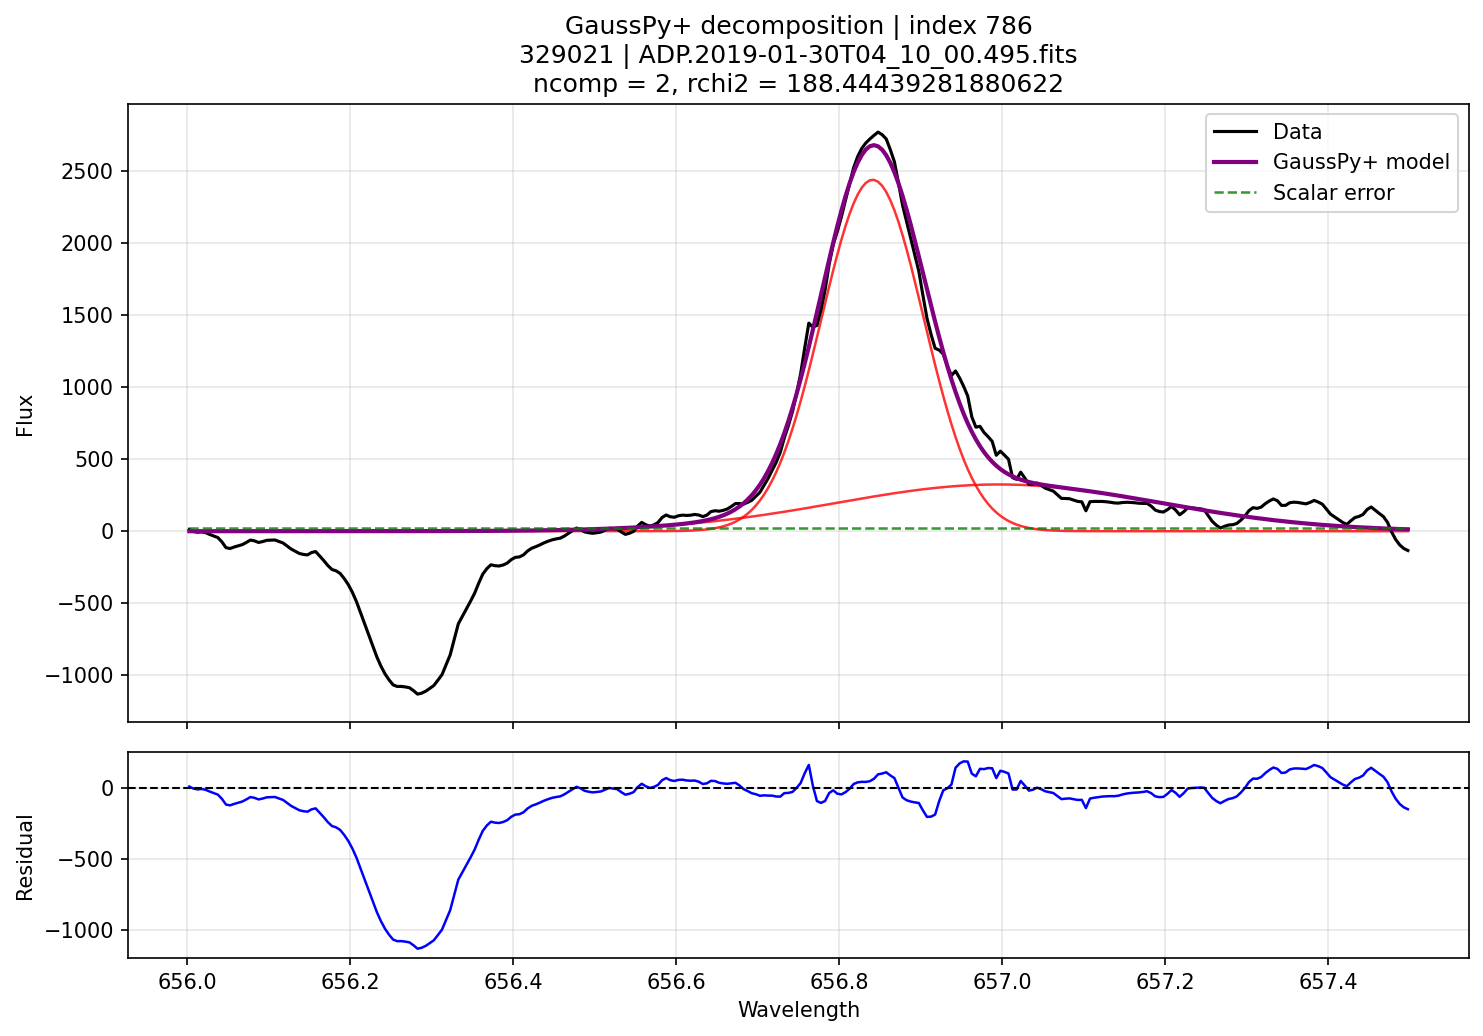 GaussPy+ decomposition | index 786
329021 | ADP.2019-01-30T04_10_00.495.fits
ncomp = 2, rchi2 = 188.44439281880622
Data
GaussPy+ model
Scalar error
2500
2000
1500
1000
500
0
−500
−1000
Flux
0
−500
−1000
Residual
656.0
656.2
656.4
656.6
656.8
657.0
657.2
657.4
Wavelength